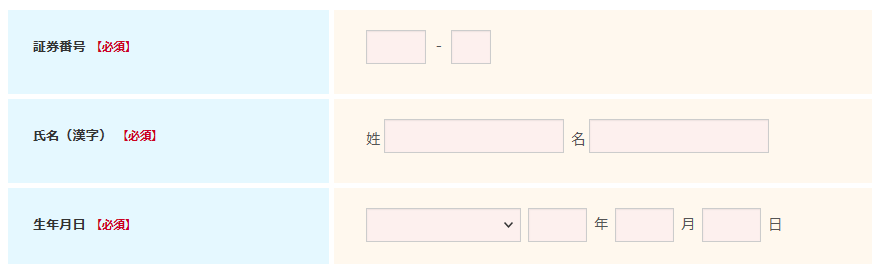 証券番号 【必須】 -
氏名（漢字） 【必須】 姓 名
生年月日 【必須】 年 月 日